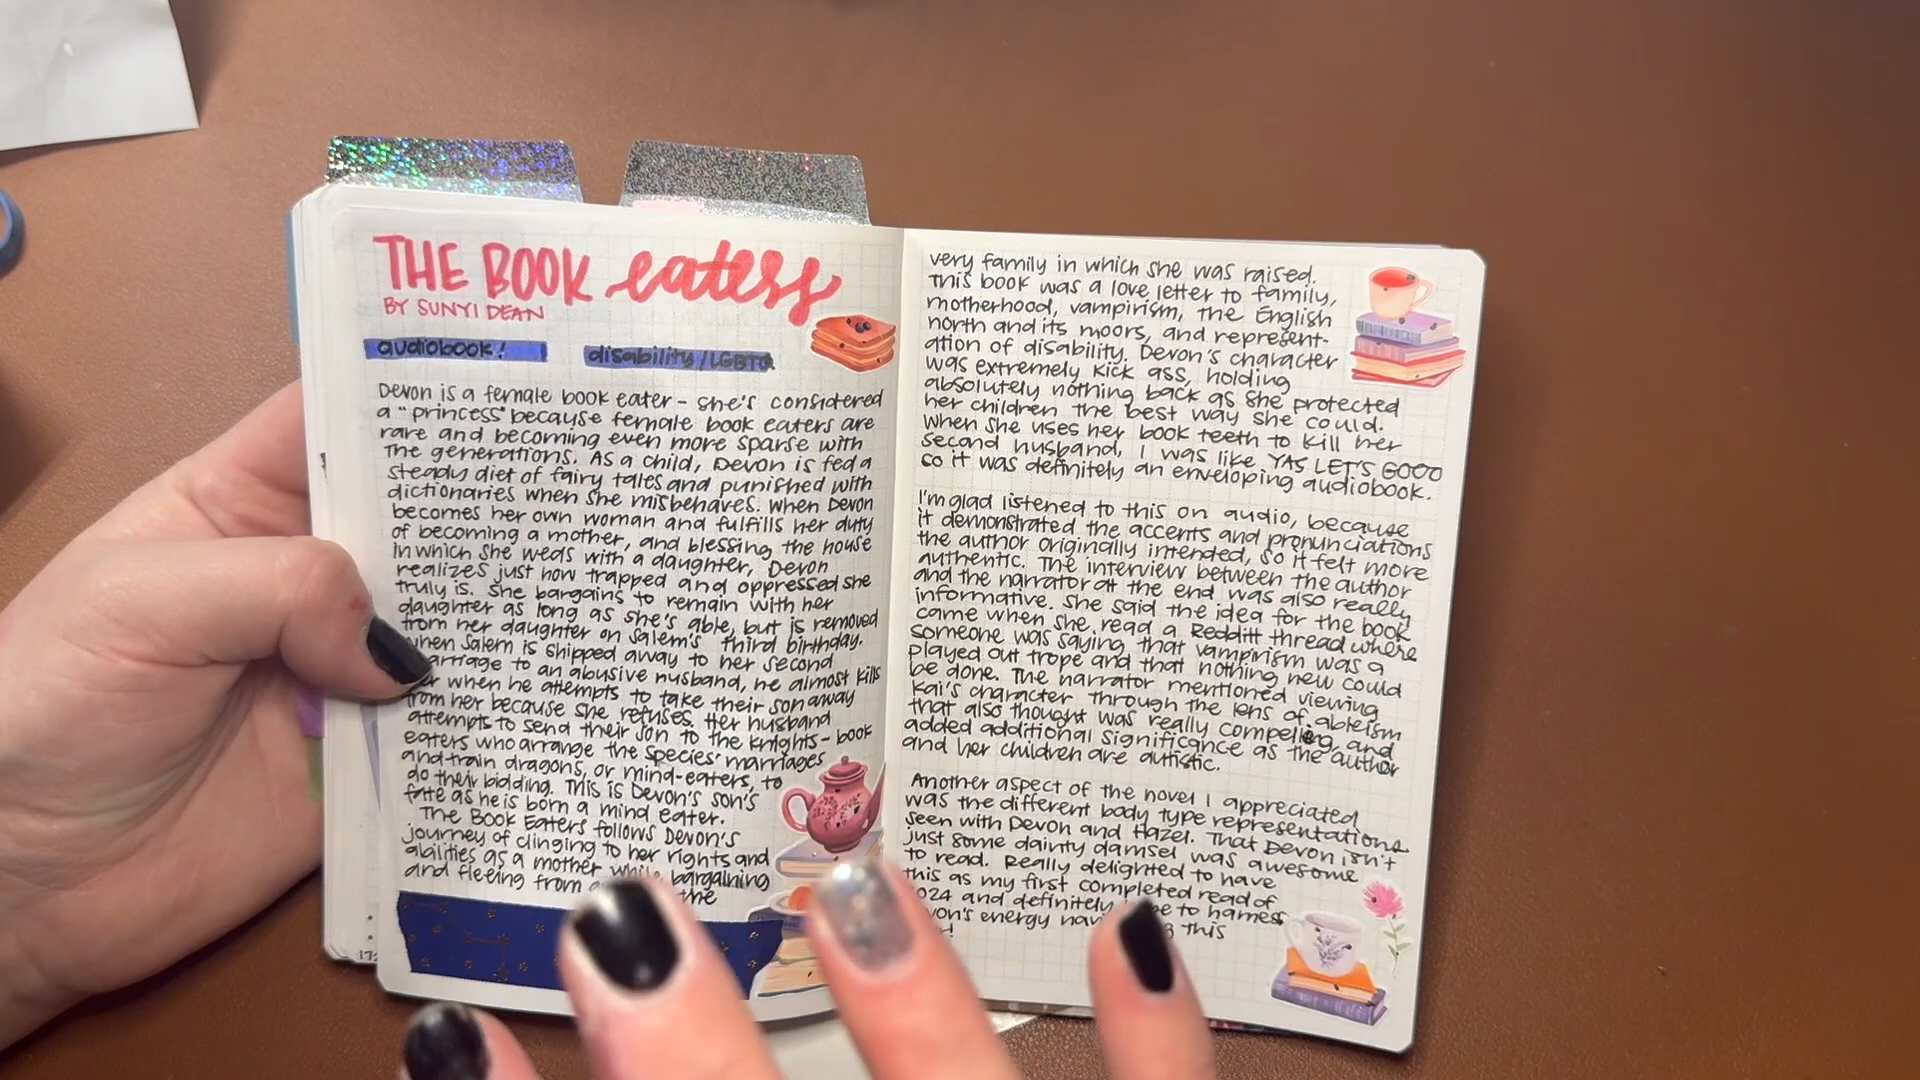 THE BOOK eaters
BY SUNYI DEAN
audiobook!
disability/LGBTQ
Devon is a female book eater - she's considered
a "princess" because female book eaters are
rare and becoming even more sparse with
the generations. As a child, Devon is fed a
steady diet of fairy tales and punished with
dictionaries when she misbehaves. When Devon
becomes her own woman and fulfills her duty
of becoming a mother, and blessing the house
in which she weds with a daughter, Devon
realizes just how trapped and oppressed she
truly is. She bargains to remain with her
daughter as long as she's able, but is removed
from her daughter on Salem's third birthday.
when Salem is shipped away to her second
marriage to an abusive husband, he almost kills
her when he attempts to take their son away
from her because she refuses. Her husband
attempts to send their son to the knights - book
eaters who arrange the species' marriages
and train dragons, or mind-eaters, to
do their bidding. This is Devon's son's
fate as he is born a mind eater.
The Book Eaters follows Devon's
journey of clinging to her rights and
abilities as a mother while bargaining
and fleeing from the
very family in which she was raised.
This book was a love letter to family,
motherhood, vampirism, the English
north and its moors, and represent-
ation of disability. Devon's character
was extremely kick ass, holding
absolutely nothing back as she protected
her children the best way she could.
When she uses her book teeth to kill her
second husband, I was like YAS LET'S GOOO
so it was definitely an enveloping audiobook.
I'm glad listened to this on audio, because
it demonstrated the accents and pronunciations
the author originally intended, so it felt more
authentic. The interview between the author
and the narrator at the end was also really
informative. She said the idea for the book
came when she read a Redditt thread where
someone was saying that vampirism was a
played out trope and that nothing new could
be done. The narrator mentioned viewing
Kai's character through the lens of ableism
that also thought was really compelling, and
added additional significance as the author
and her children are autistic.
Another aspect of the novel I appreciated
was the different body type representations
seen with Devon and Hazel. That Devon isn't
just some dainty damsel was awesome
to read. Really delighted to have
this as my first completed read of
2024 and definitely to harness
Devon's energy this